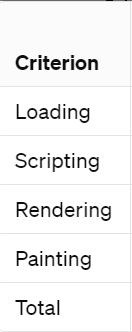 Criterion
Loading
Scripting
Rendering
Painting
Total